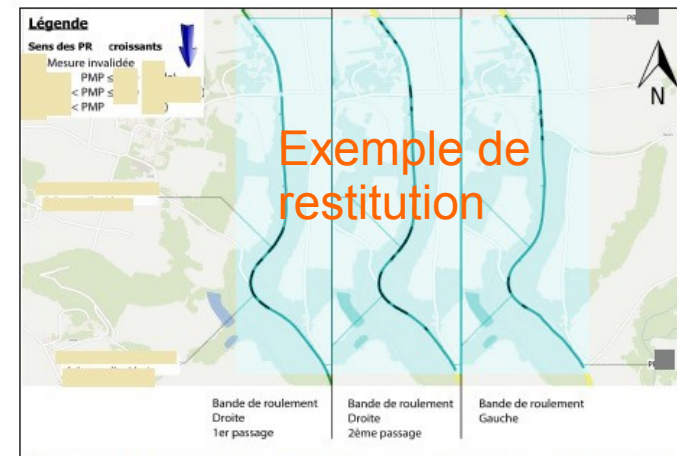 Légende
Sens des PR croissants
Mesure invalidée
PMP ≤
< PMP ≤
< PMP )
Exemple de
restitution
N
Bande de roulement
Droite
1er passage
Bande de roulement
Droite
2ème passage
Bande de roulement
Gauche